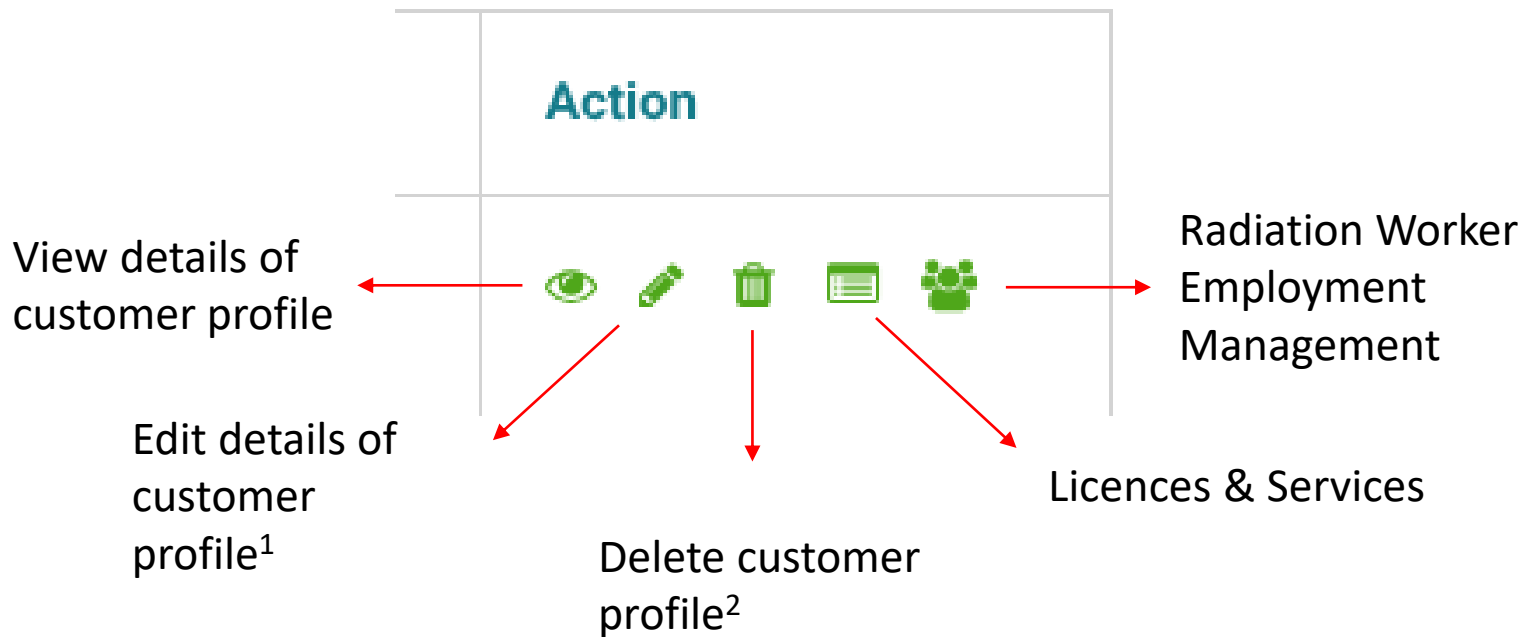 Action
View details of
customer profile
Radiation Worker
Employment
Management
Edit details of
customer
profile1
Delete customer
profile2
Licences & Services